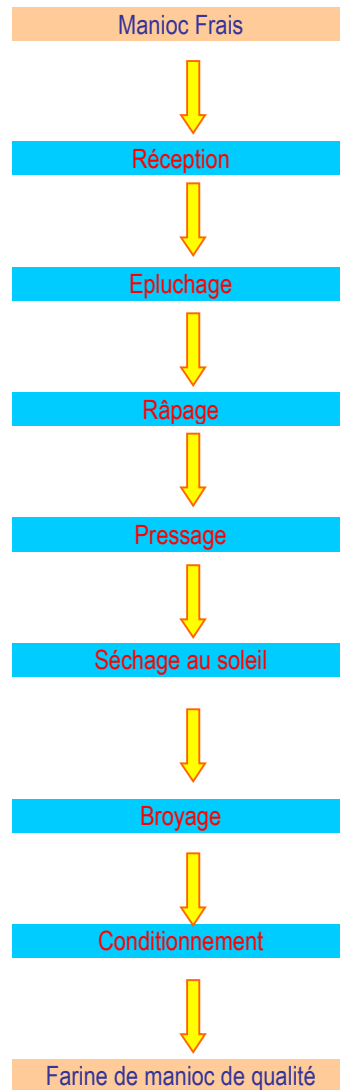 Manioc Frais
Réception
Epluchage
Râpage
Pressage
Séchage au soleil
Broyage
Conditionnement
Farine de manioc de qualité